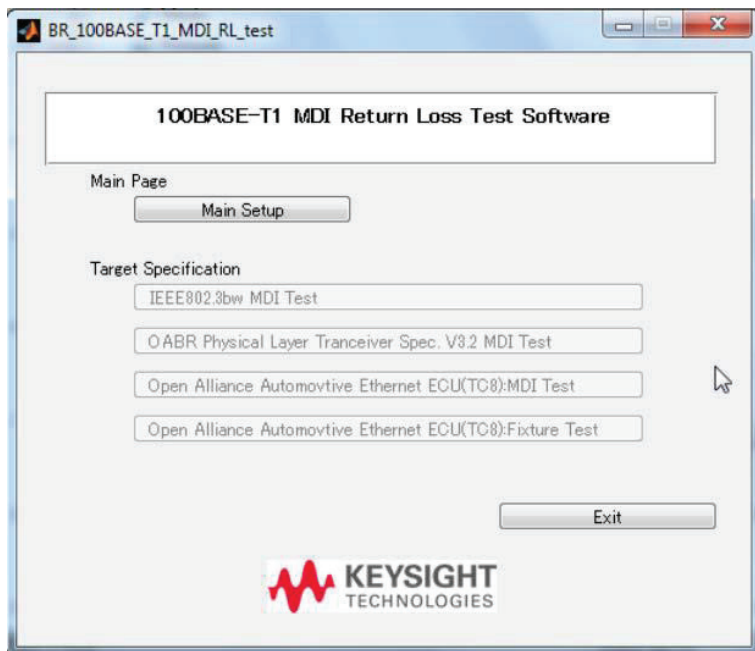 BR_100BASE_T1_MDI_RL_test
100BASE-T1 MDI Return Loss Test Software
Main Page
Main Setup
Target Specification
IEEE802.3bw MDI Test
OABR Physical Layer Tranceiver Spec. V3.2 MDI Test
Open Alliance Automovtive Ethernet ECU(TC8):MDI Test
Open Alliance Automovtive Ethernet ECU(TC8):Fixture Test
Exit
KEYSIGHT
TECHNOLOGIES